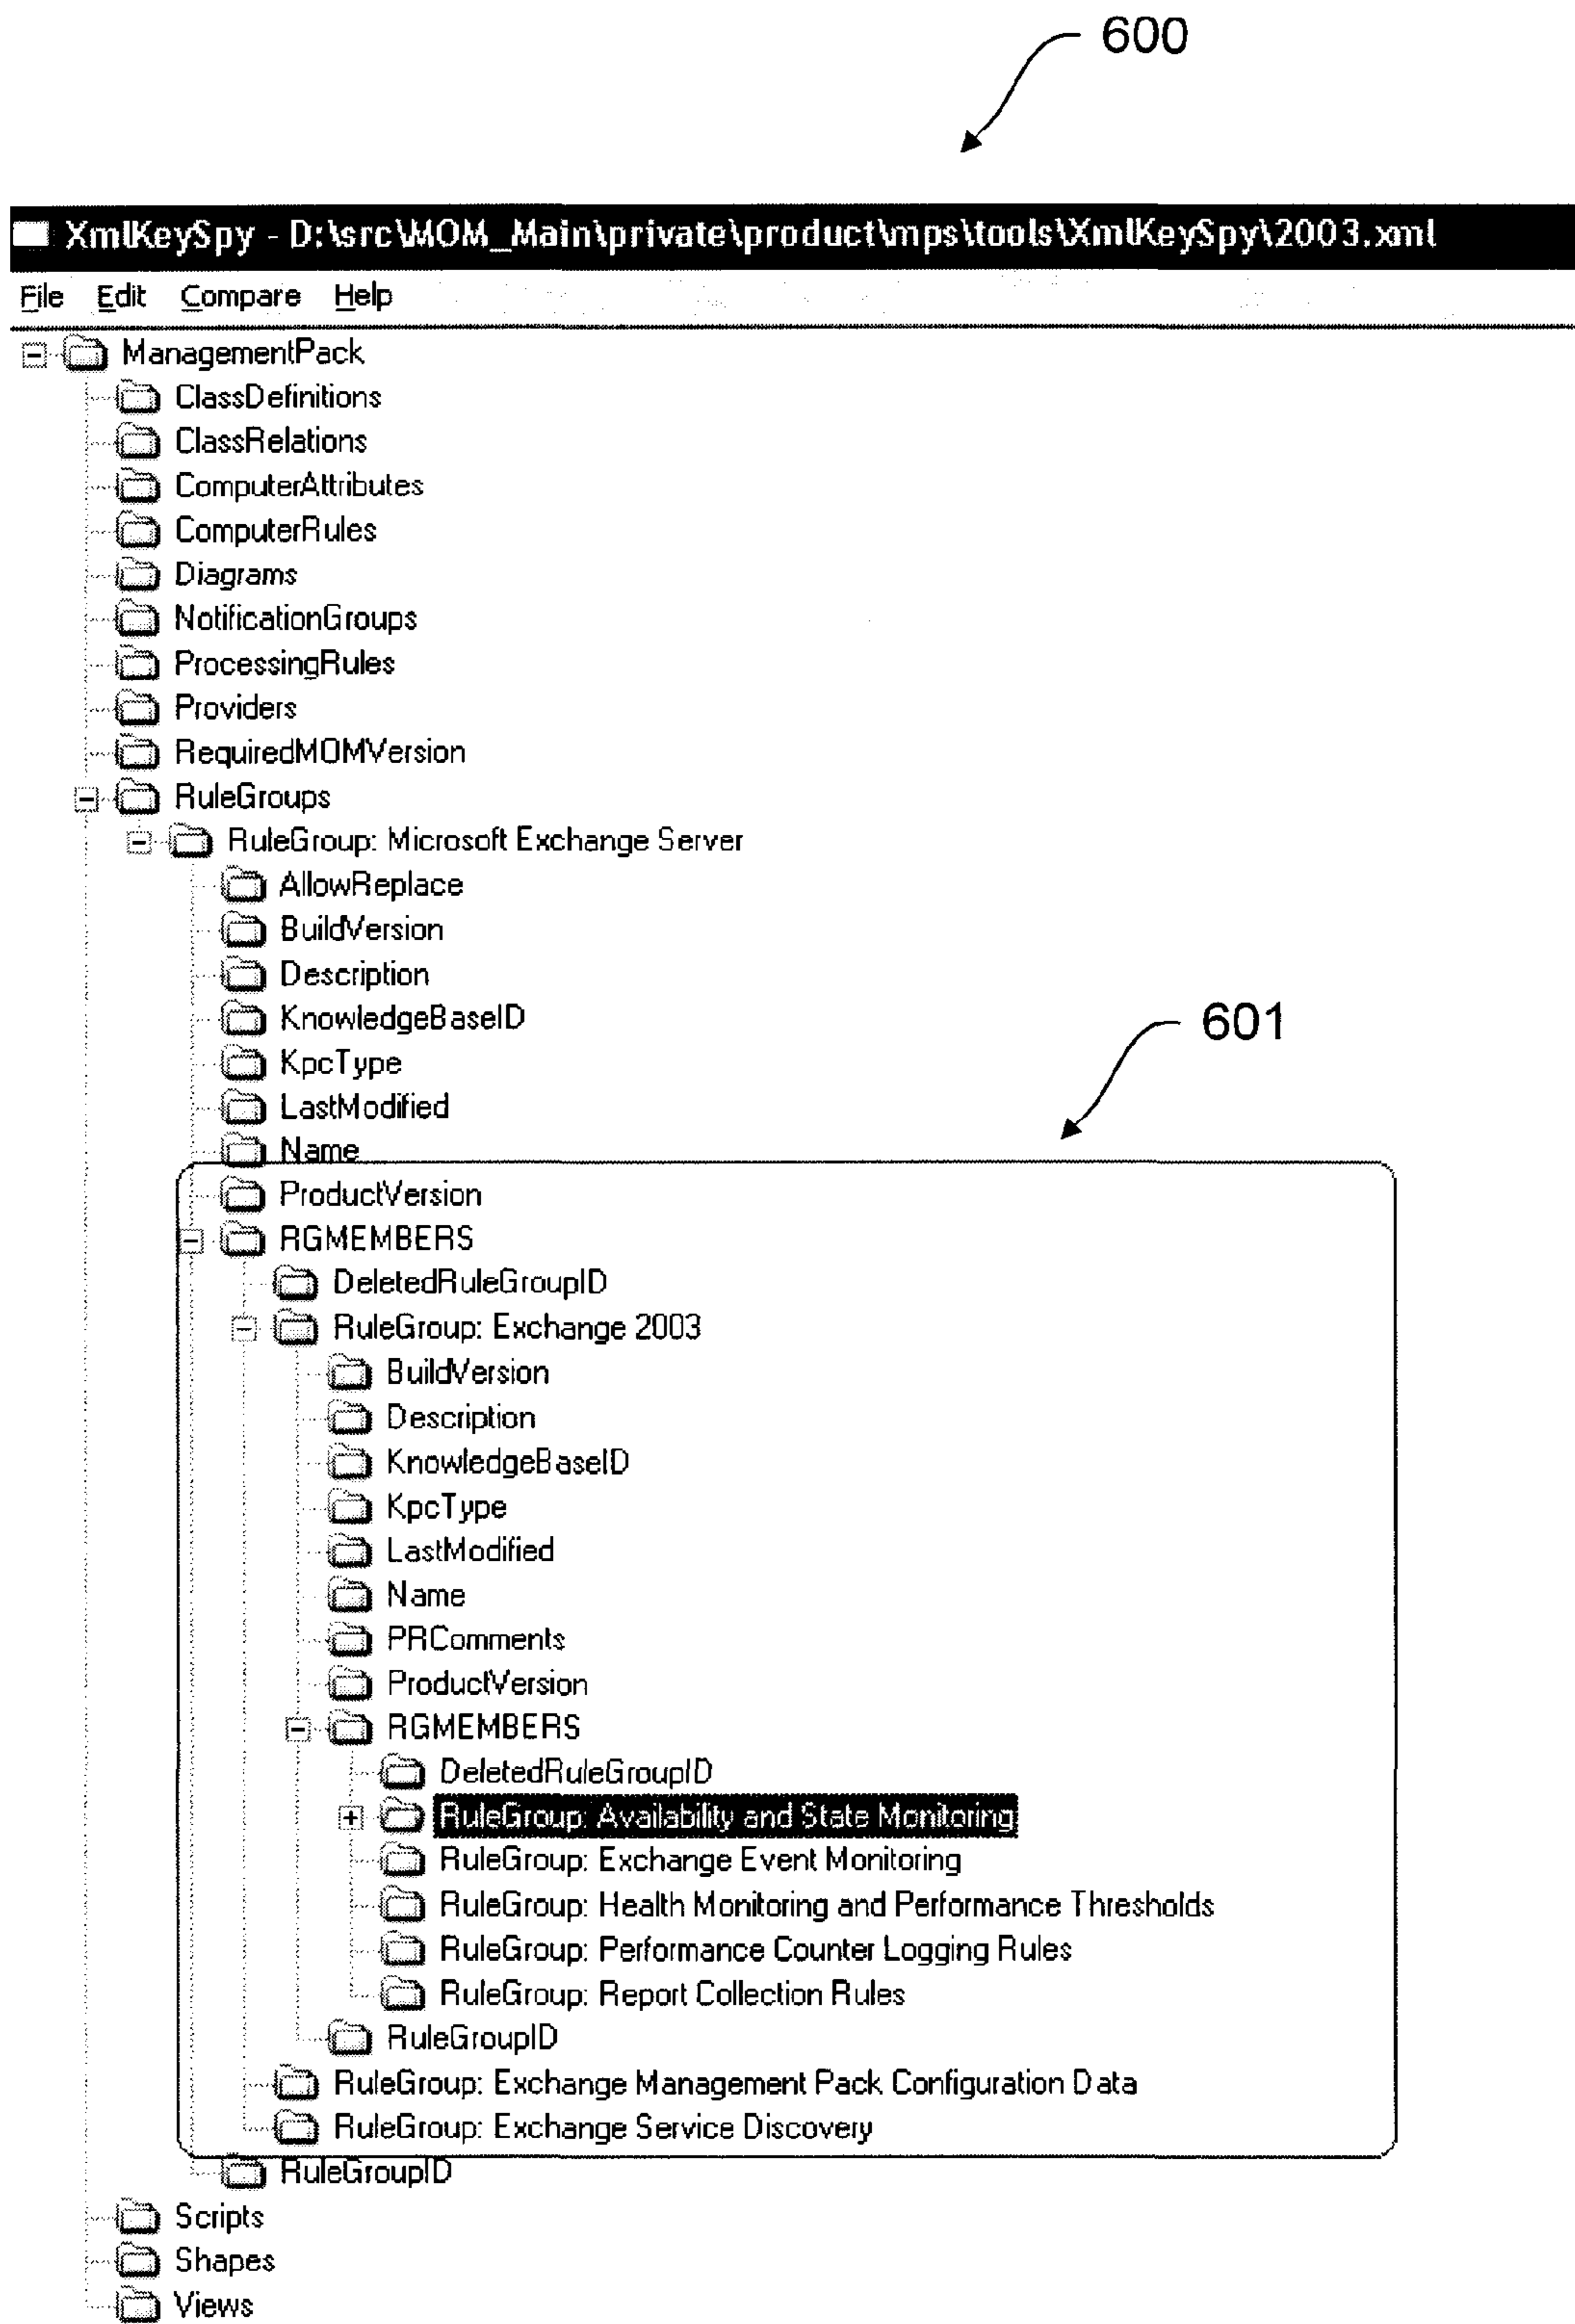 600
XmlKeySpy - D:\src\MOM_Main\private\product\mps\tools\XmlKeySpy\2003.xml
File Edit Compare Help
ManagementPack
ClassDefinitions
ClassRelations
ComputerAttributes
ComputerRules
Diagrams
NotificationGroups
ProcessingRules
Providers
RequiredMOMVersion
RuleGroups
RuleGroup: Microsoft Exchange Server
AllowReplace
BuildVersion
Description
KnowledgeBaseID
601
KpcType
LastModified
Name
ProductVersion
RGMEMBERS
DeletedRuleGroupID
RuleGroup: Exchange 2003
BuildVersion
Description
KnowledgeBaseID
KpcType
LastModified
Name
PRComments
ProductVersion
RGMEMBERS
DeletedRuleGroupID
RuleGroup: Availability and State Monitoring
RuleGroup: Exchange Event Monitoring
RuleGroup: Health Monitoring and Performance Thresholds
RuleGroup: Performance Counter Logging Rules
RuleGroup: Report Collection Rules
RuleGroupID
RuleGroup: Exchange Management Pack Configuration Data
RuleGroup: Exchange Service Discovery
RuleGroupID
Scripts
Shapes
Views